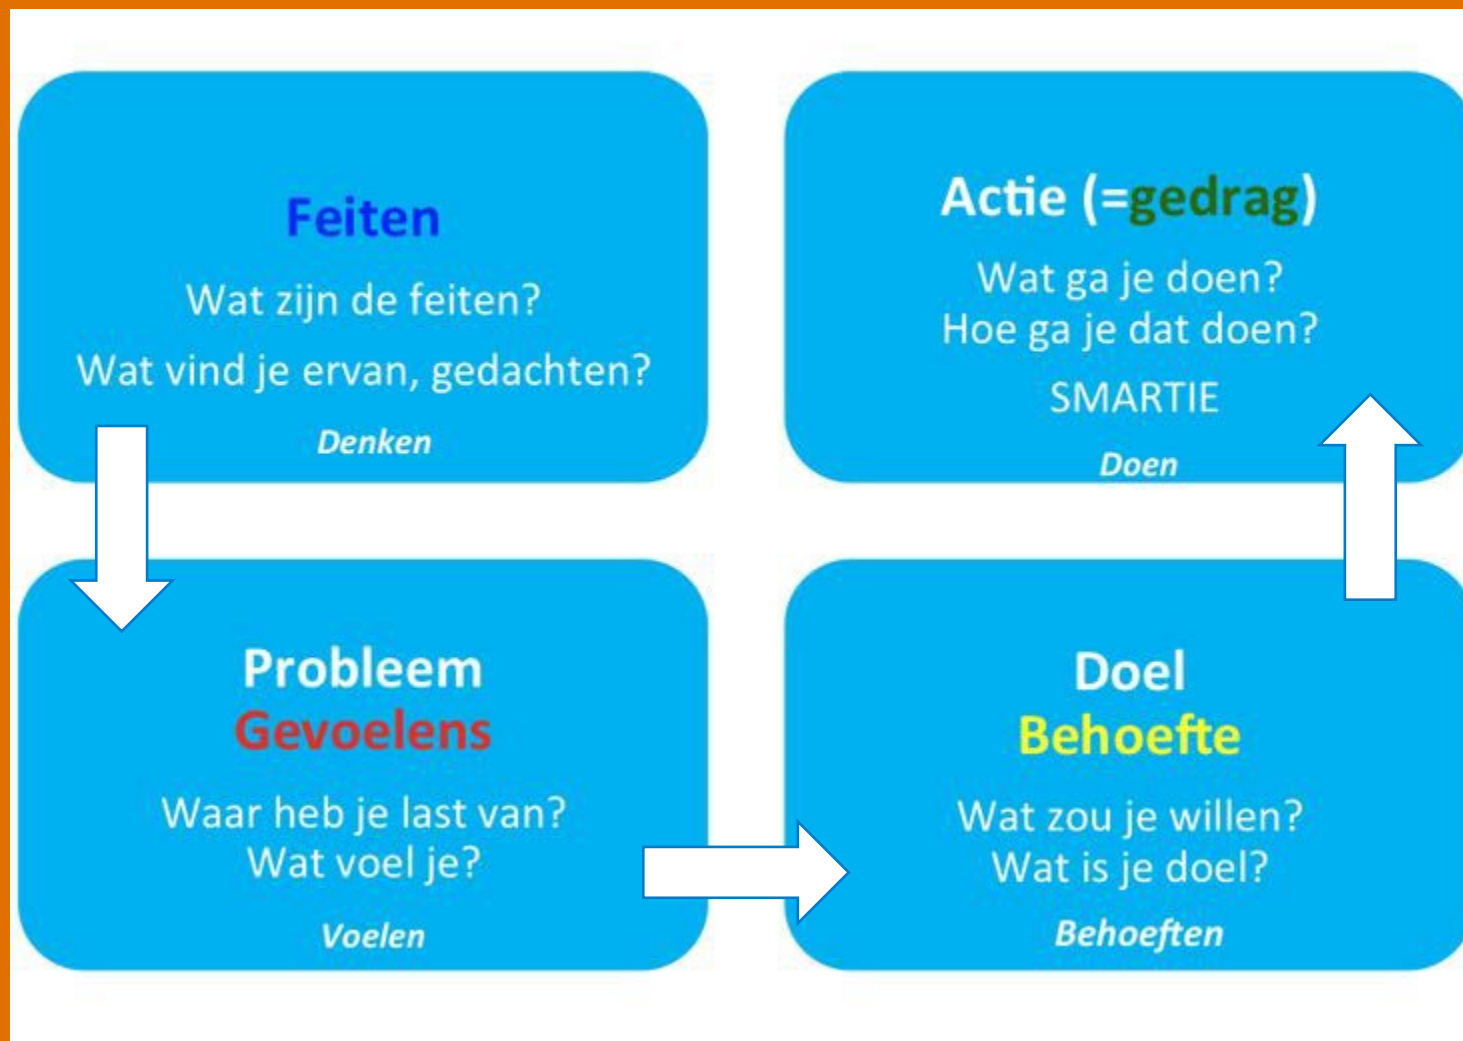 Feiten
Wat zijn de feiten?
Wat vind je ervan, gedachten?
Denken
Probleem
Gevoelens
Waar heb je last van?
Wat voel je?
Voelen
Doel
Behoefte
Wat zou je willen?
Wat is je doel?
Behoeften
Actie (=gedrag)
Wat ga je doen?
Hoe ga je dat doen?
SMARTIE
Doen